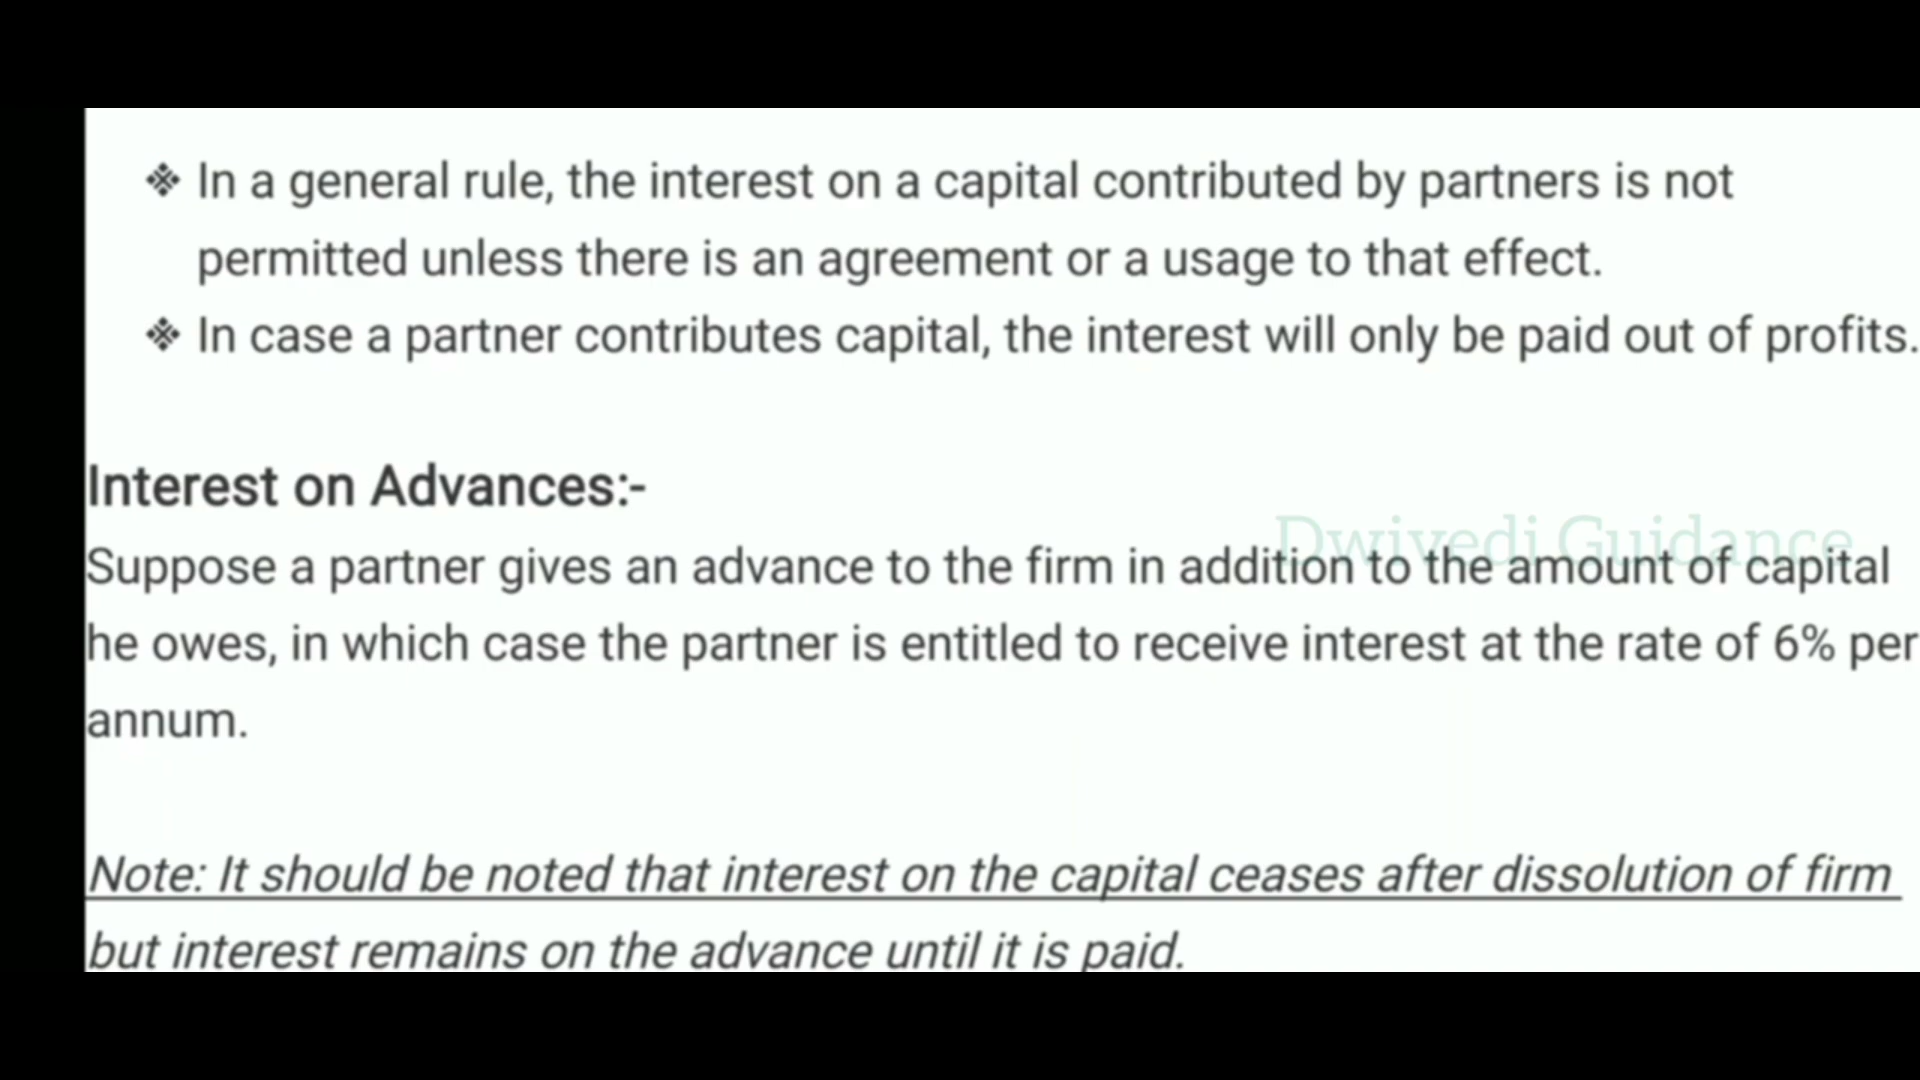 ❖ In a general rule, the interest on a capital contributed by partners is not
permitted unless there is an agreement or a usage to that effect.
❖ In case a partner contributes capital, the interest will only be paid out of profits.
Interest on Advances:-
Dwivedi Guidance
Suppose a partner gives an advance to the firm in addition to the amount of capital
he owes, in which case the partner is entitled to receive interest at the rate of 6% per
annum.
Note: It should be noted that interest on the capital ceases after dissolution of firm
but interest remains on the advance until it is paid.